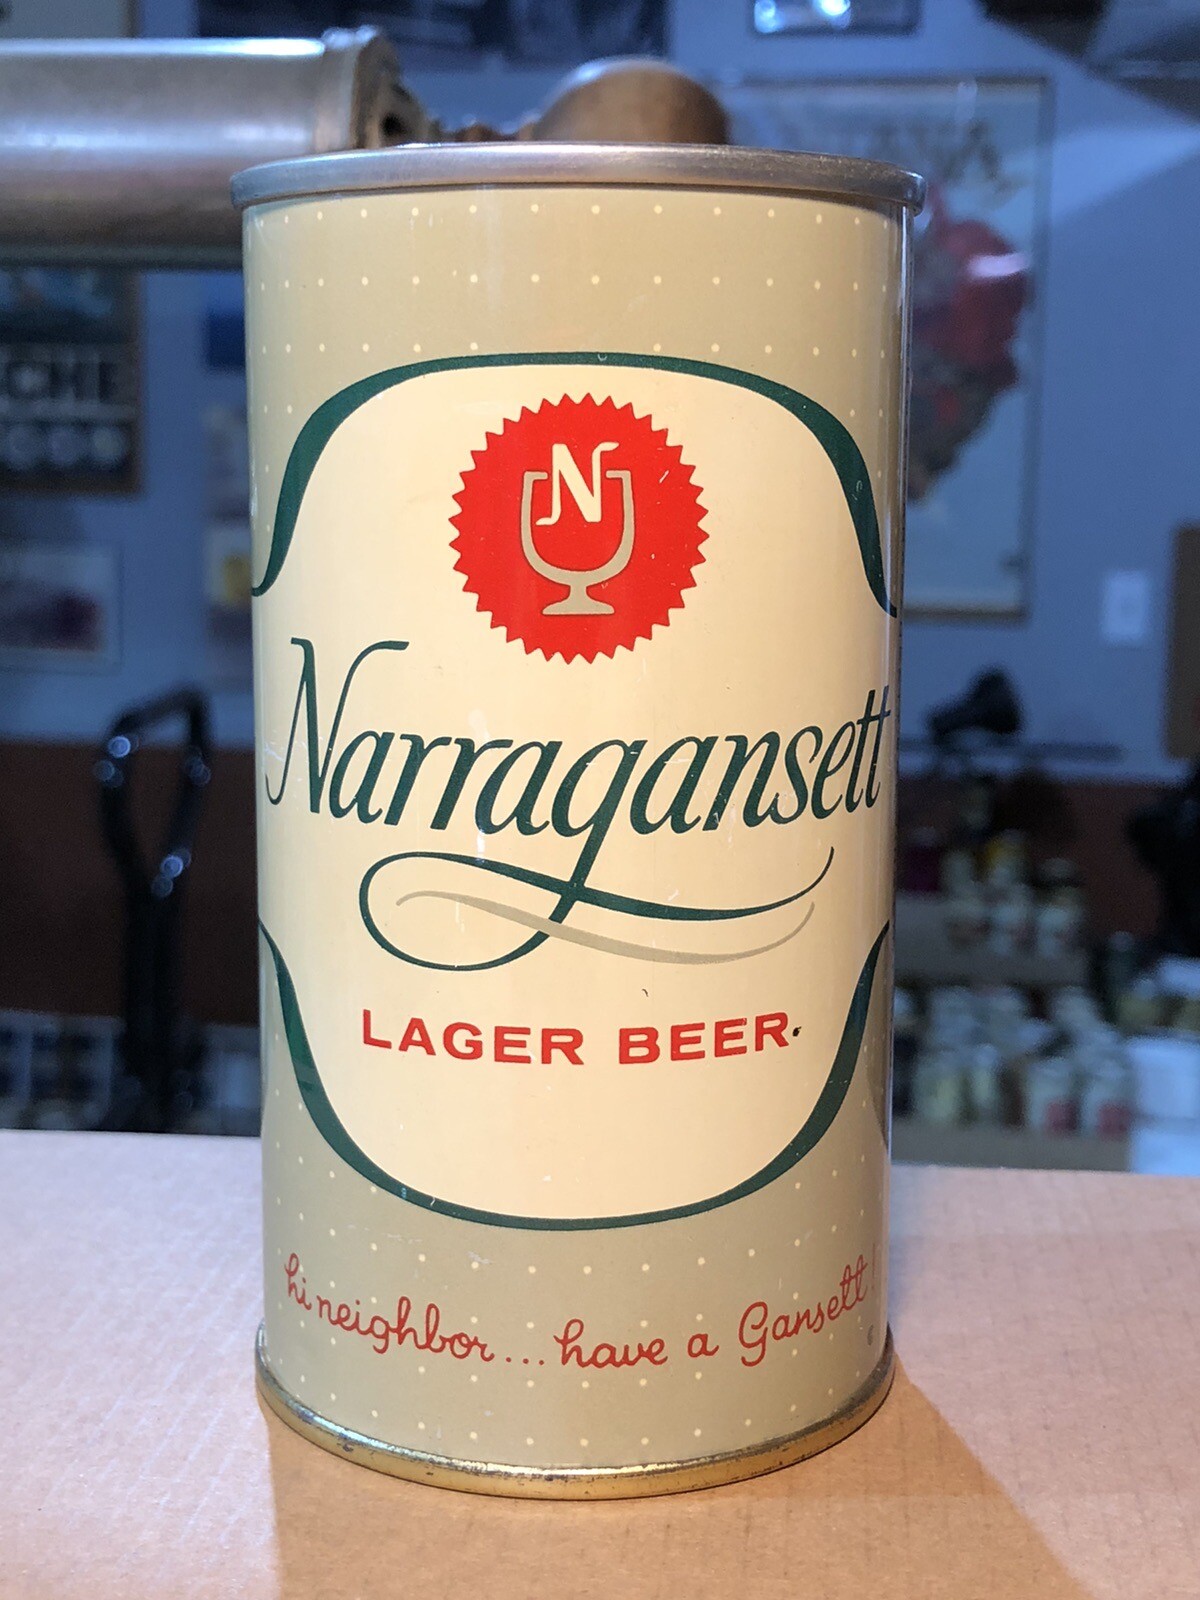 N
Narragansett
LAGER BEER
hi neighbor... have a Gansett!